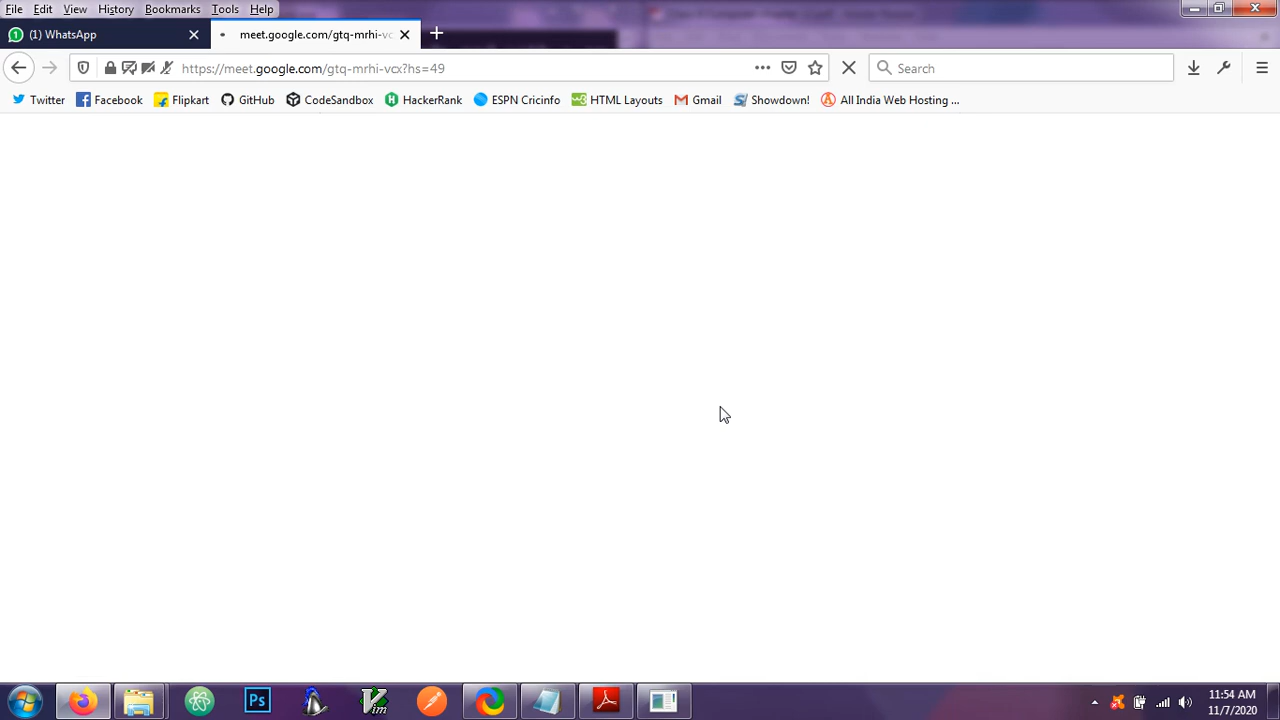 File Edit View History Bookmarks Tools Help
(1) WhatsApp
meet.google.com/gtq-mrhi-vc
https://meet.google.com/gtq-mrhi-vcx?hs=49
Search
Twitter Facebook Flipkart GitHub CodeSandbox HackerRank ESPN Cricinfo HTML Layouts Gmail Showdown! All India Web Hosting ...
Ps
11:54 AM
11/7/2020